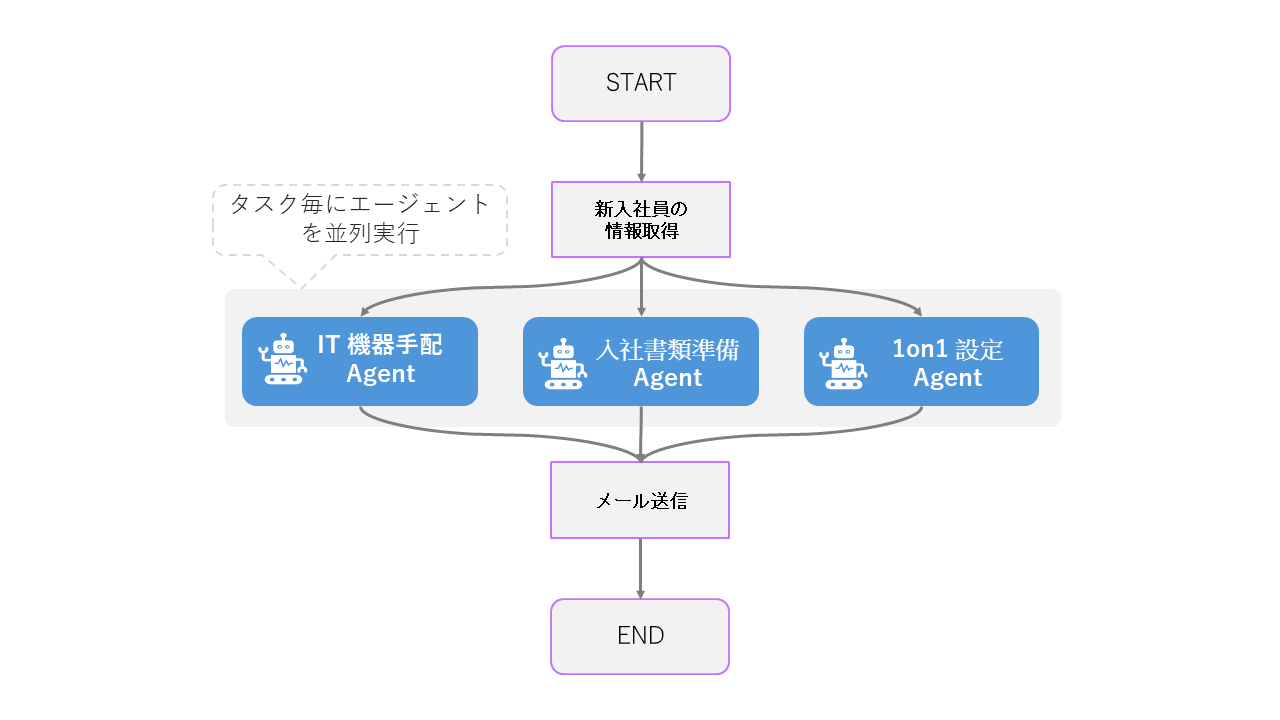 START
新入社員の
情報取得
タスク毎にエージェント
を並列実行
IT 機器手配
Agent
入社書類準備
Agent
1on1 設定
Agent
メール送信
END